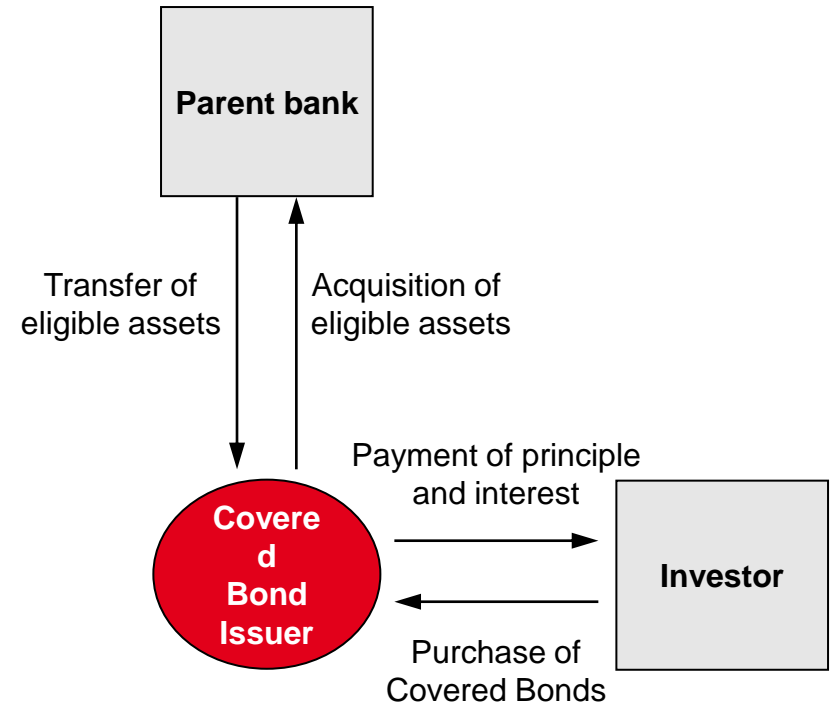 Parent bank
Transfer of
eligible assets
Acquisition of
eligible assets
Payment of principle
and interest
Covere
d
Bond
Issuer
Investor
Purchase of
Covered Bonds